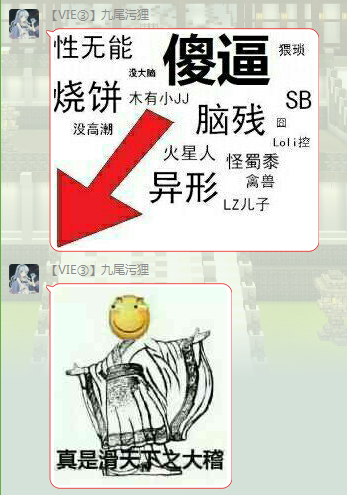 【VIE③】九尾污狸
性无能
傻逼
猥琐
没大脑
烧饼
木有小JJ
SB
没高潮
脑残
囧
Loli控
火星人
怪蜀黍
异形
禽兽
LZ儿子
【VIE③】九尾污狸
真是滑天下之大稽